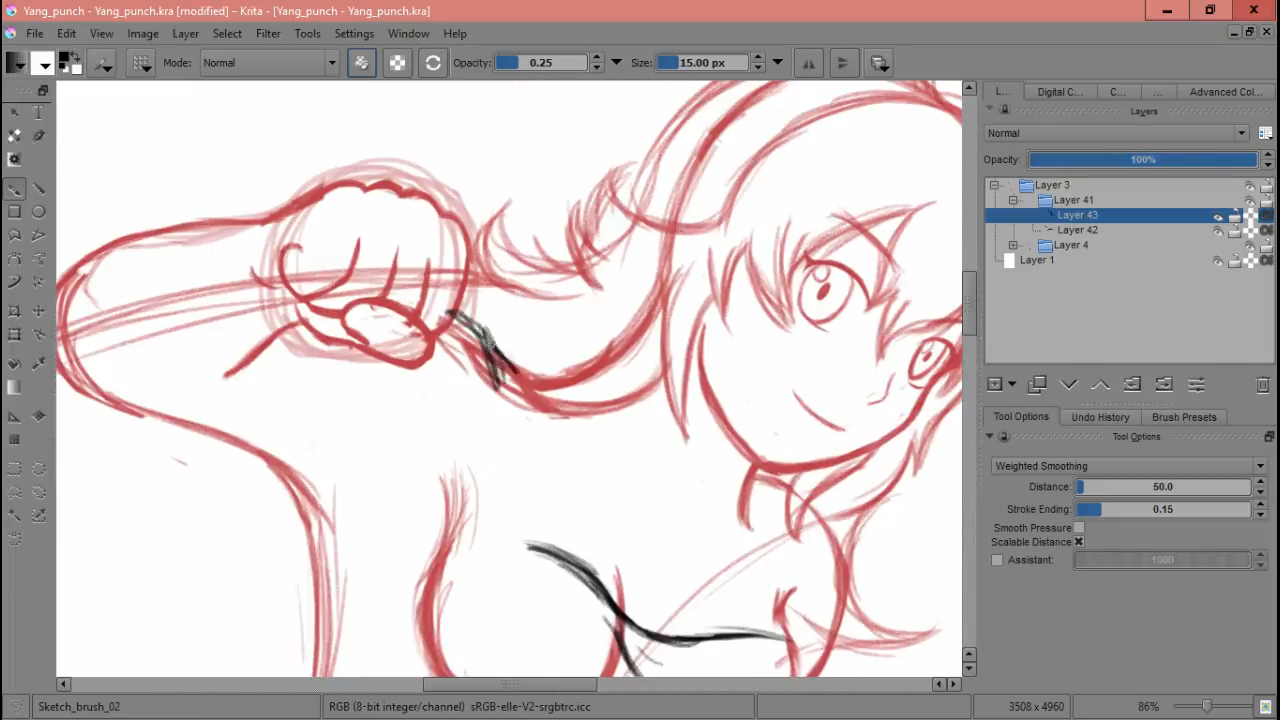 Yang_punch - Yang_punch.kra [modified] – Krita - [Yang_punch - Yang_punch.kra]
File Edit View Image Layer Select Filter Tools Settings Window Help
Mode: Normal Opacity: 0.25 Size: 15.00 px
L... Digital C... C... ... Advanced Col...
Layers
Normal
Opacity: 100%
Layer 3
Layer 41
Layer 43
Layer 42
Layer 4
Layer 1
Tool Options Undo History Brush Presets
Tool Options
Weighted Smoothing
Distance: 50.0
Stroke Ending: 0.15
Smooth Pressure
Scalable Distance
Assistant: 1000
Sketch_brush_02 RGB (8-bit integer/channel) sRGB-elle-V2-srgbtrc.icc 3508 x 4960 86%